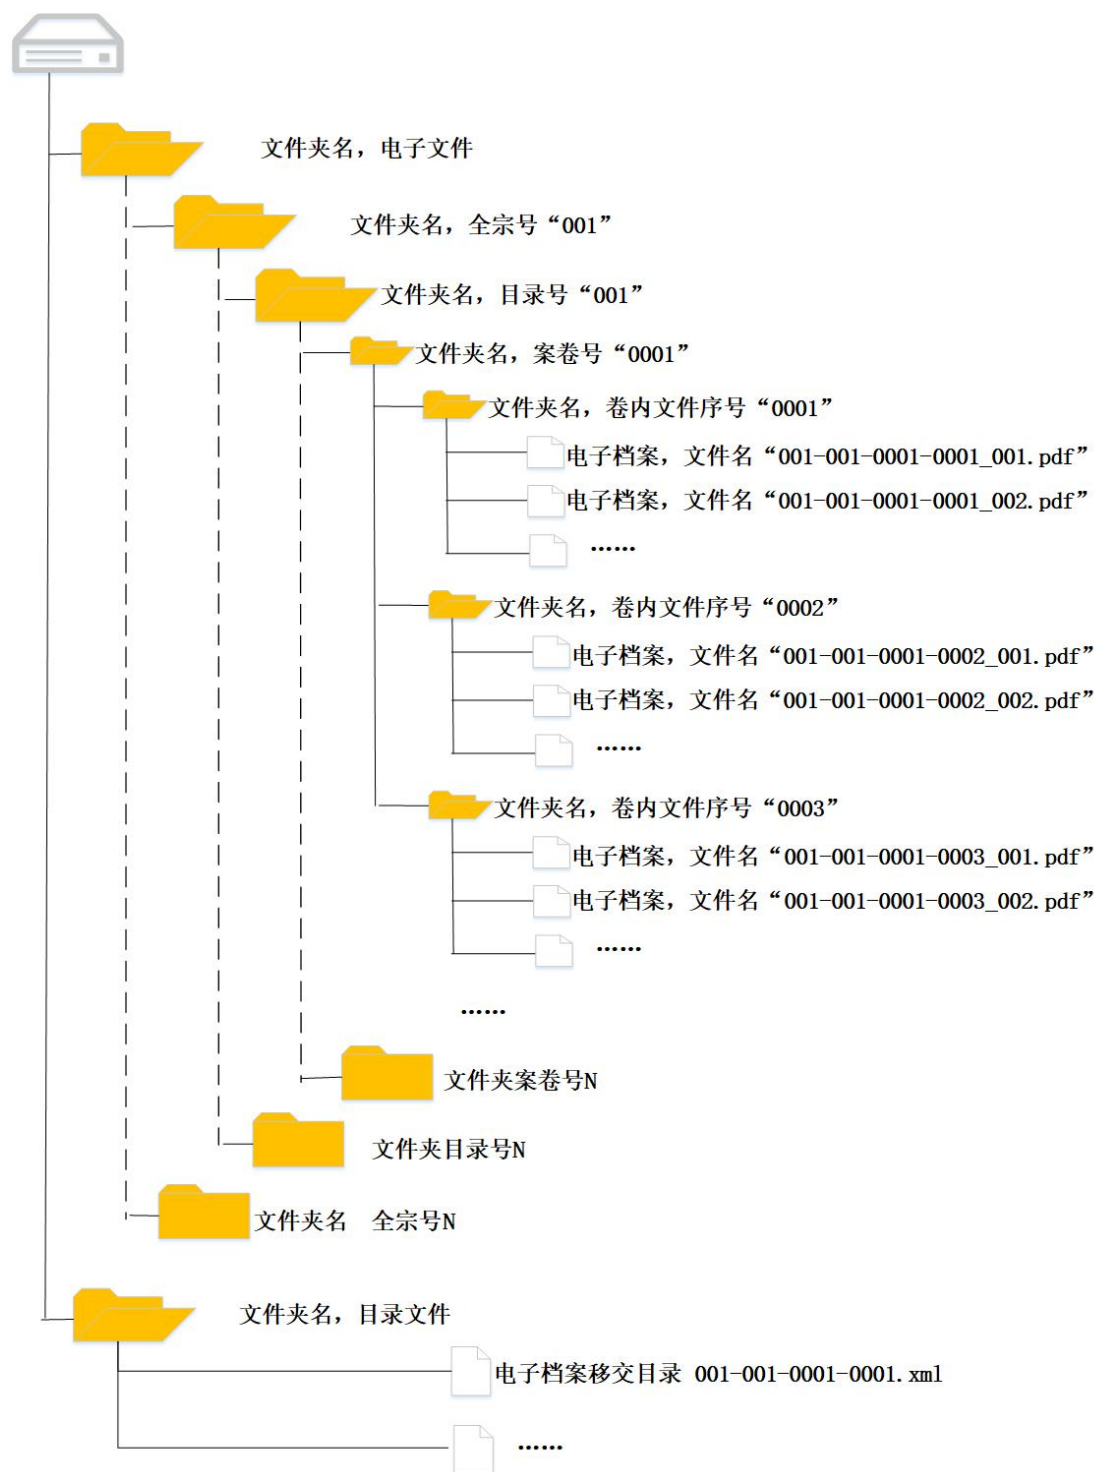 文件夹名，电子文件
文件夹名，全宗号“001”
文件夹名，目录号“001”
文件夹名，案卷号“0001”
文件夹名，卷内文件序号“0001”
电子档案，文件名“001-001-0001-0001_001.pdf”
电子档案，文件名“001-001-0001-0001_002.pdf”
……
文件夹名，卷内文件序号“0002”
电子档案，文件名“001-001-0001-0002_001.pdf”
电子档案，文件名“001-001-0001-0002_002.pdf”
……
文件夹名，卷内文件序号“0003”
电子档案，文件名“001-001-0001-0003_001.pdf”
电子档案，文件名“001-001-0001-0003_002.pdf”
……
……
文件夹案卷号N
文件夹目录号N
文件夹名　全宗号N
文件夹名，目录文件
电子档案移交目录 001-001-0001-0001.xml
……